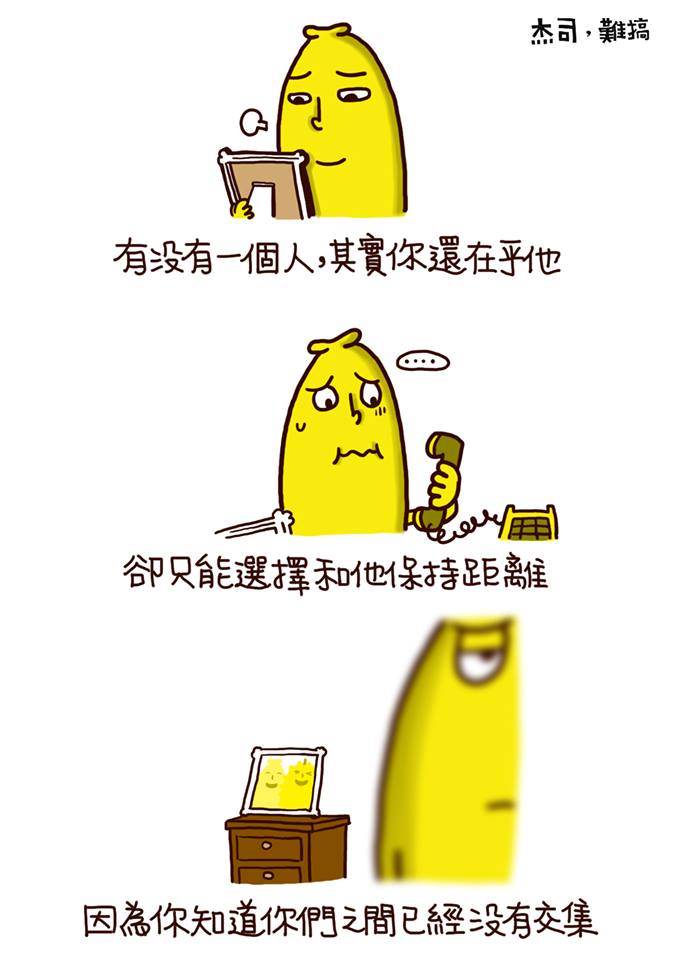 杰司,難搞
有没有一個人,其實你還在乎他
....
卻只能選擇和他保持距離
因為你知道你們之間已經没有交集